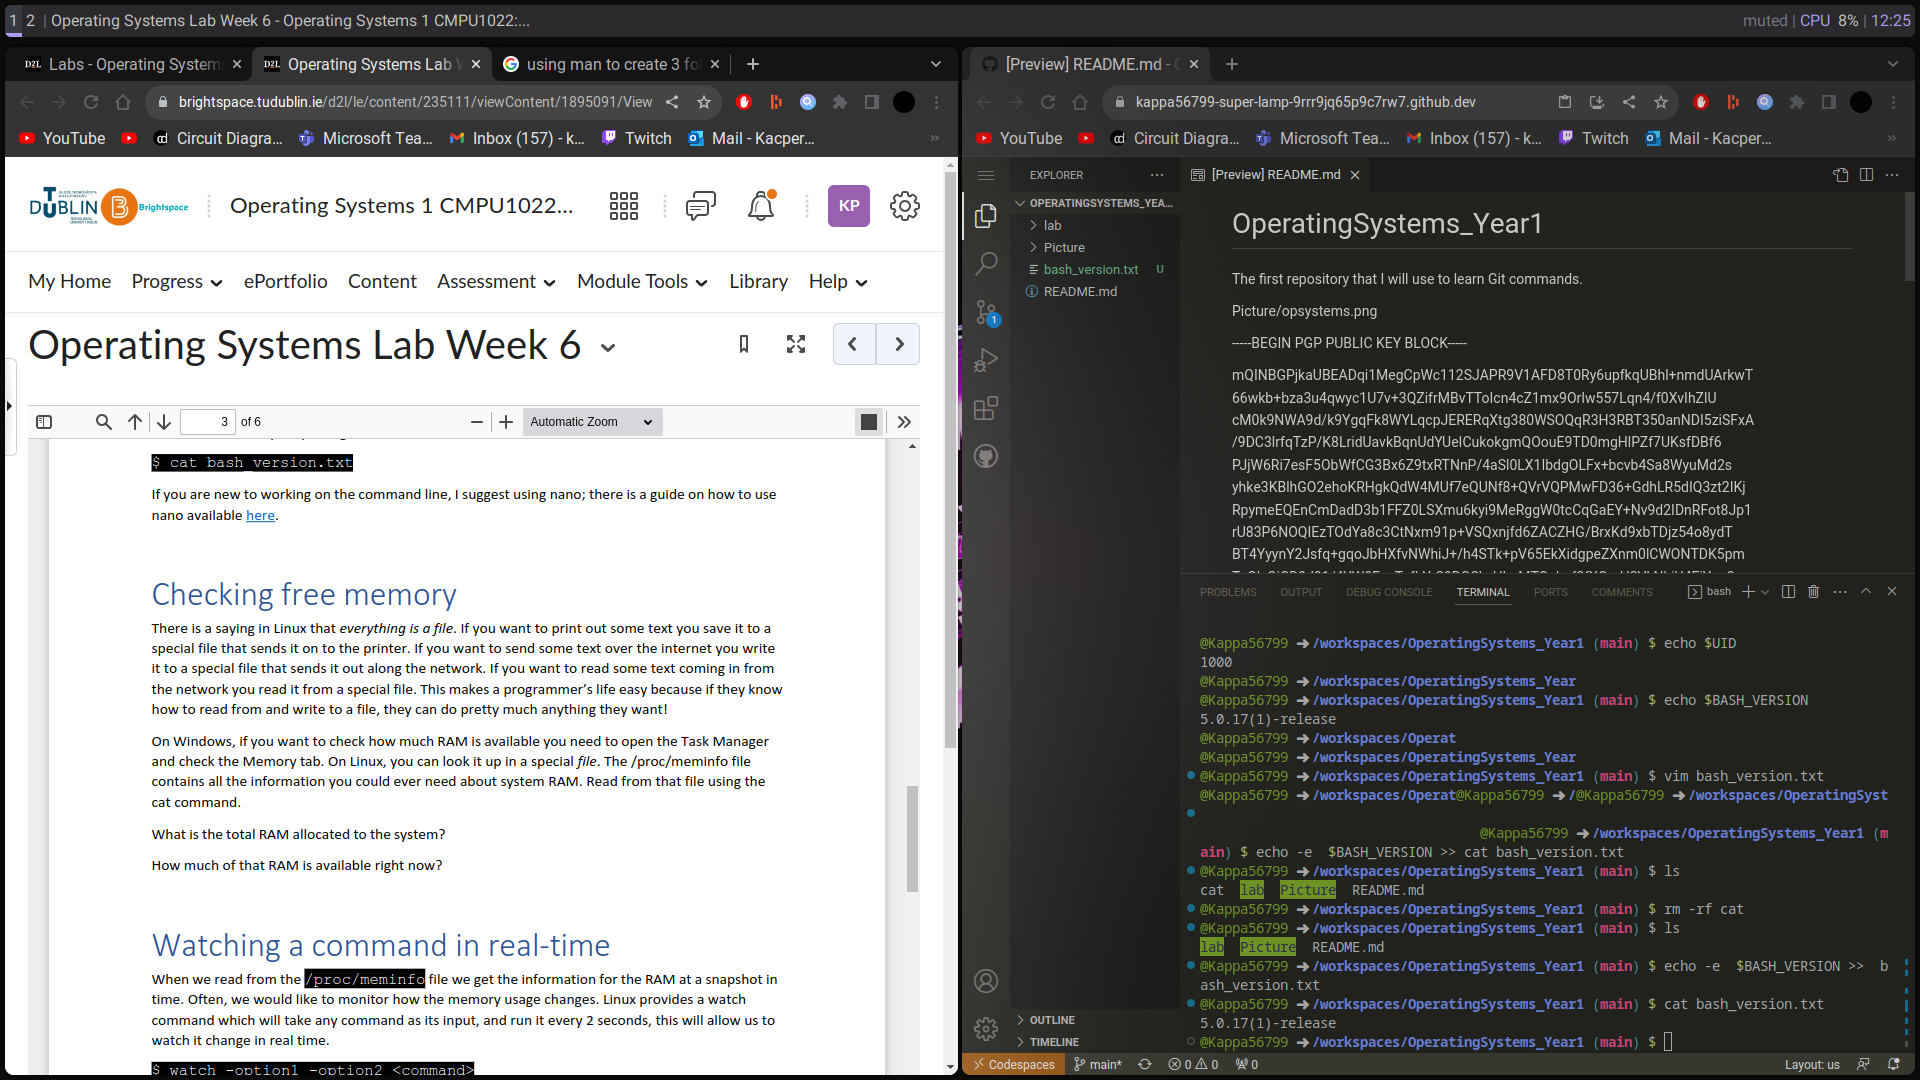 1 2 | Operating Systems Lab Week 6 - Operating Systems 1 CMPU1022:...
muted | CPU 8% | 12:25
D2L Labs - Operating System
D2L Operating Systems Lab
using man to create 3 fo
brightspace.tudublin.ie/d2l/le/content/235111/viewContent/1895091/View
YouTube
cd Circuit Diagra...
Microsoft Tea...
Inbox (157) - k...
Twitch
Mail - Kacper...
DUBLIN
Brightspace
Operating Systems 1 CMPU1022...
KP
My Home Progress ePortfolio Content Assessment Module Tools Library Help
Operating Systems Lab Week 6
3 of 6
Automatic Zoom
$ cat bash_version.txt
If you are new to working on the command line, I suggest using nano; there is a guide on how to use
nano available here.
Checking free memory
There is a saying in Linux that everything is a file. If you want to print out some text you save it to a
special file that sends it on to the printer. If you want to send some text over the internet you write
it to a special file that sends it out along the network. If you want to read some text coming in from
the network you read it from a special file. This makes a programmer's life easy because if they know
how to read from and write to a file, they can do pretty much anything they want!
On Windows, if you want to check how much RAM is available you need to open the Task Manager
and check the Memory tab. On Linux, you can look it up in a special file. The /proc/meminfo file
contains all the information you could ever need about system RAM. Read from that file using the
cat command.
What is the total RAM allocated to the system?
How much of that RAM is available right now?
Watching a command in real-time
When we read from the /proc/meminfo file we get the information for the RAM at a snapshot in
time. Often, we would like to monitor how the memory usage changes. Linux provides a watch
command which will take any command as its input, and run it every 2 seconds, this will allow us to
watch it change in real time.
$ watch -option1 -option2 <command>
[Preview] README.md -
kappa56799-super-lamp-9rrr9jq65p9c7rw7.github.dev
YouTube
cd Circuit Diagra...
Microsoft Tea...
Inbox (157) - k...
Twitch
Mail - Kacper...
EXPLORER
OPERATINGSYSTEMS_YEA...
lab
Picture
bash_version.txt U
README.md
1
OUTLINE
TIMELINE
[Preview] README.md
OperatingSystems_Year1
The first repository that I will use to learn Git commands.
Picture/opsystems.png
-----BEGIN PGP PUBLIC KEY BLOCK-----
mQINBGPjkaUBEADqi1MegCpWc112SJAPR9V1AFD8T0Ry6upfkqUBhl+nmdUArkwT
66wkb+bza3u4qwyc1U7v+3QZifrMBvTToIcn4cZ1mx9OrIw557Lqn4/f0XvIhZlU
cM0k9NWA9d/k9YgqFk8WYLqcpJERERqXtg380WSOQqR3H3RBT350anNDI5ziSFxA
/9DC3lrfqTzP/K8LridUavkBqnUdYUeICukokgmQOouE9TD0mgHIPZf7UKsfDBf6
PJjW6Ri7esF5ObWfCG3Bx6Z9txRTNnP/4aSl0LX1IbdgOLFx+bcvb4Sa8WyuMd2s
yhke3KBlhGO2ehoKRHgkQdW4MUf7eQUNf8+QVrVQPMwFD36+GdhLR5dIQ3zt2lKj
RpymeEQEnCmDadD3b1FFZ0LSXmu6kyi9MeRggW0tcCqGaEY+Nv9d2IDnRFot8Jp1
rU83P6NOQIEzTOdYa8c3CtNxm91p+VSQxnjfd6ZACZHG/BrxKd9xbTDjz54o8ydT
BT4YyynY2Jsfq+gqoJbHXfvNWhiJ+/h4STk+pV65EkXidgpeZXnm0lCWONTDK5pm
PROBLEMS OUTPUT DEBUG CONSOLE TERMINAL PORTS COMMENTS bash
@Kappa56799 ➜ /workspaces/OperatingSystems_Year1 (main) $ echo $UID
1000
@Kappa56799 ➜ /workspaces/OperatingSystems_Year
@Kappa56799 ➜ /workspaces/OperatingSystems_Year1 (main) $ echo $BASH_VERSION
5.0.17(1)-release
@Kappa56799 ➜ /workspaces/Operat
@Kappa56799 ➜ /workspaces/OperatingSystems_Year
@Kappa56799 ➜ /workspaces/OperatingSystems_Year1 (main) $ vim bash_version.txt
@Kappa56799 ➜ /workspaces/Operat@Kappa56799 ➜ /@Kappa56799 ➜ /workspaces/OperatingSyst
@Kappa56799 ➜ /workspaces/OperatingSystems_Year1 (m
ain) $ echo -e  $BASH_VERSION >> cat bash_version.txt
@Kappa56799 ➜ /workspaces/OperatingSystems_Year1 (main) $ ls
cat lab Picture README.md
@Kappa56799 ➜ /workspaces/OperatingSystems_Year1 (main) $ rm -rf cat
@Kappa56799 ➜ /workspaces/OperatingSystems_Year1 (main) $ ls
lab Picture README.md
@Kappa56799 ➜ /workspaces/OperatingSystems_Year1 (main) $ echo -e  $BASH_VERSION >>  b
ash_version.txt
@Kappa56799 ➜ /workspaces/OperatingSystems_Year1 (main) $ cat bash_version.txt
5.0.17(1)-release
@Kappa56799 ➜ /workspaces/OperatingSystems_Year1 (main) $
Codespaces main* 0 0 0 Layout: us